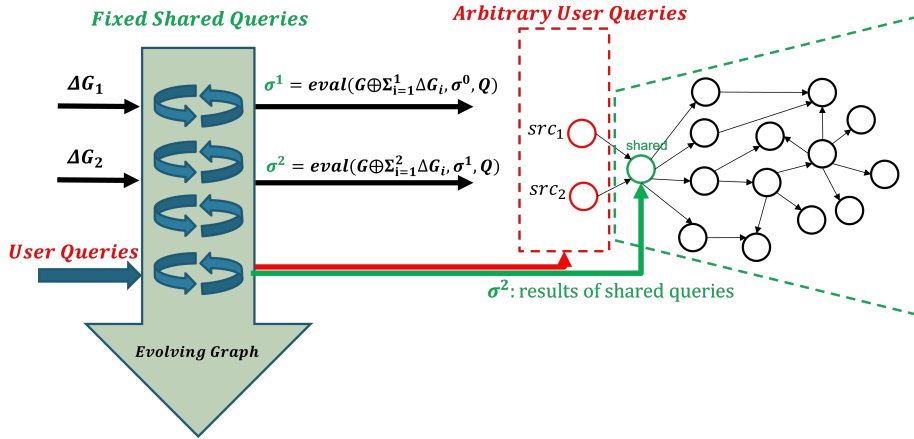 Fixed Shared Queries
Arbitrary User Queries
ΔG₁
σ¹ = eval(G⊕Σ¹ᵢ₌₁ΔGᵢ, σ⁰, Q)
ΔG₂
σ² = eval(G⊕Σ²ᵢ₌₁ΔGᵢ, σ¹, Q)
src₁
shared
src₂
User Queries
σ²: results of shared queries
Evolving Graph